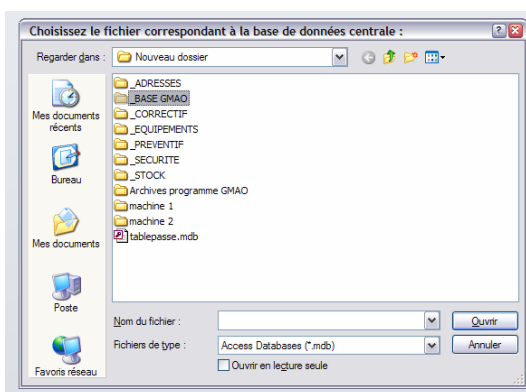 Choisissez le fichier correspondant à la base de données centrale :
Regarder dans :
Nouveau dossier
Mes documents
récents
Bureau
Mes documents
Poste
Favoris réseau
_ADRESSES
_BASE GMAO
_CORRECTIF
_EQUIPEMENTS
_PREVENTIF
_SECURITE
_STOCK
Archives programme GMAO
machine 1
machine 2
tablepasse.mdb
Nom du fichier :
Ouvrir
Fichiers de type :
Access Databases (*.mdb)
Annuler
Ouvrir en lecture seule